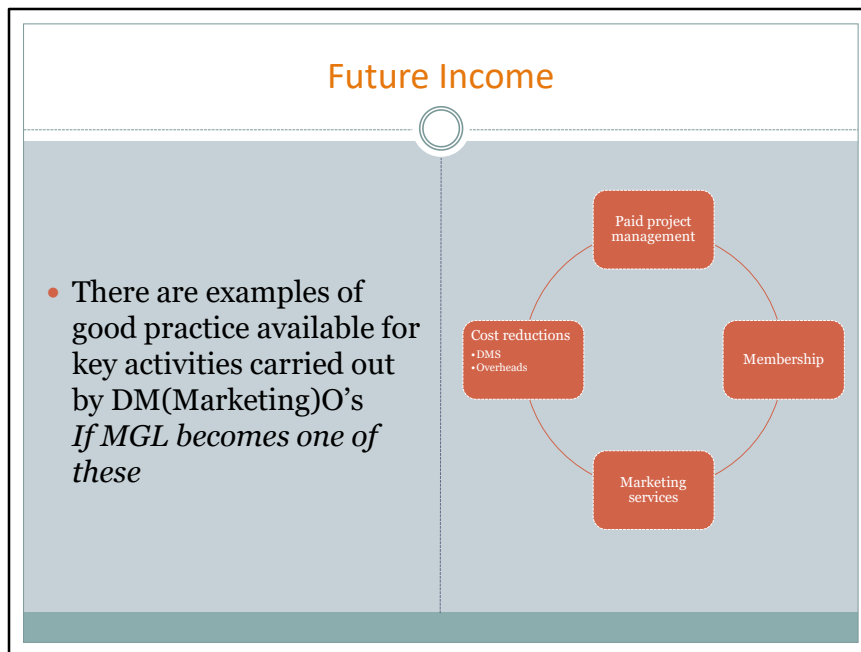 Future Income
• There are examples of
good practice available for
key activities carried out
by DM(Marketing)O’s
If MGL becomes one of
these
Paid project
management
Cost reductions
•DMS
•Overheads
Membership
Marketing
services